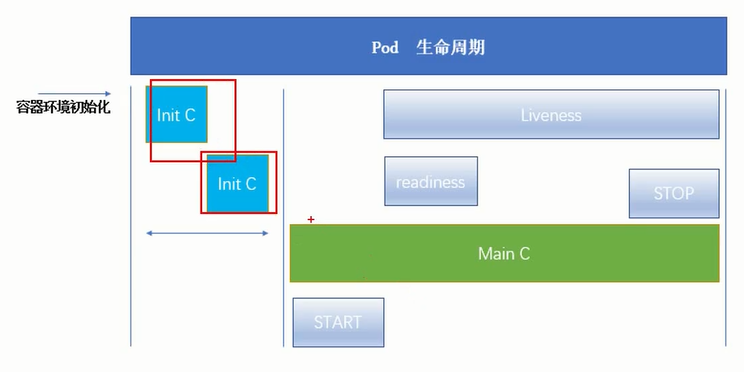 Pod 生命周期
容器环境初始化
Init C
Liveness
Init C
readiness
STOP
Main C
START